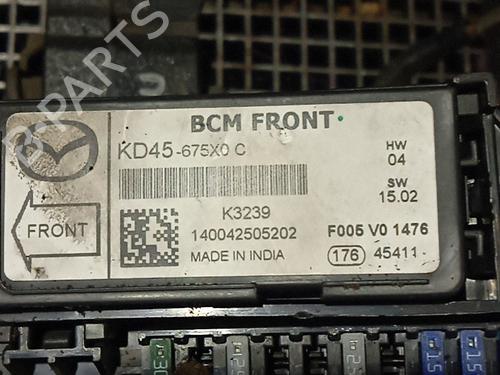 B-PARTS
BCM FRONT
KD45-675X0 C
HW
04
SW
15.02
K3239
FRONT
140042505202
F005 V0 1476
MADE IN INDIA
176 45411